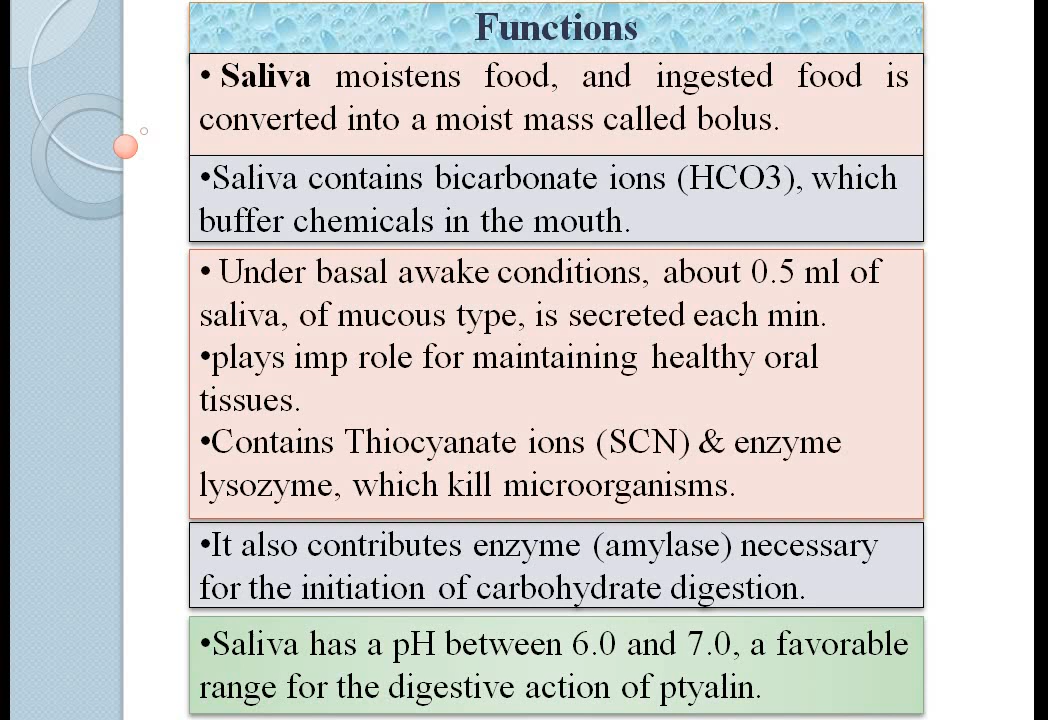 Functions
• Saliva moistens food, and ingested food is
converted into a moist mass called bolus.
•Saliva contains bicarbonate ions (HCO3), which
buffer chemicals in the mouth.
• Under basal awake conditions, about 0.5 ml of
saliva, of mucous type, is secreted each min.
•plays imp role for maintaining healthy oral
tissues.
•Contains Thiocyanate ions (SCN) & enzyme
lysozyme, which kill microorganisms.
•It also contributes enzyme (amylase) necessary
for the initiation of carbohydrate digestion.
•Saliva has a pH between 6.0 and 7.0, a favorable
range for the digestive action of ptyalin.